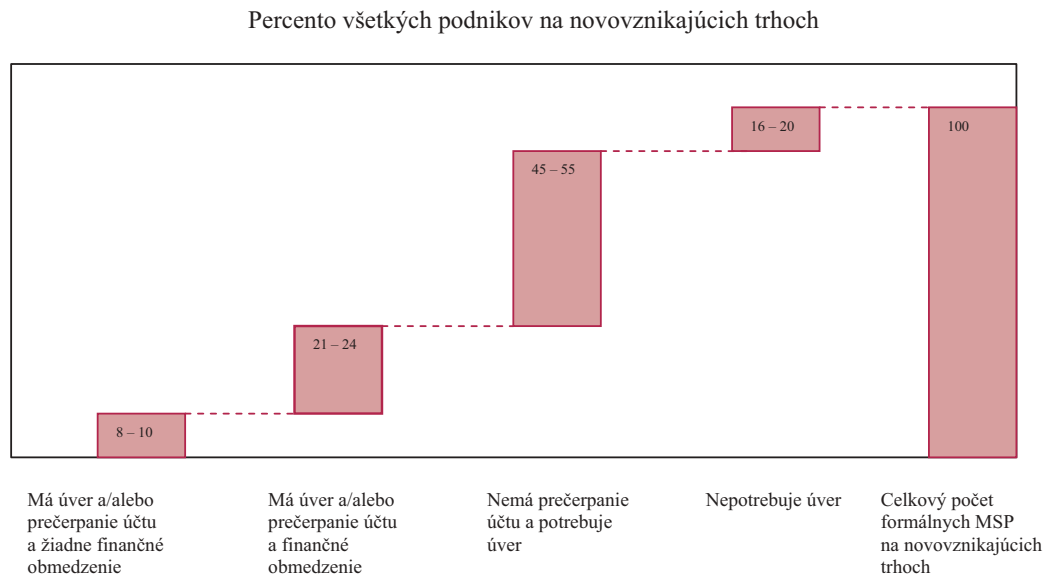 Percento všetkých podnikov na novovznikajúcich trhoch
16 – 20
100
45 – 55
21 – 24
8 – 10
Má úver a/alebo
prečerpanie účtu
a žiadne finančné
obmedzenie
Má úver a/alebo
prečerpanie účtu
a finančné
obmedzenie
Nemá prečerpanie
účtu a potrebuje
úver
Nepotrebuje úver
Celkový počet
formálnych MSP
na novovznikajúcich
trhoch